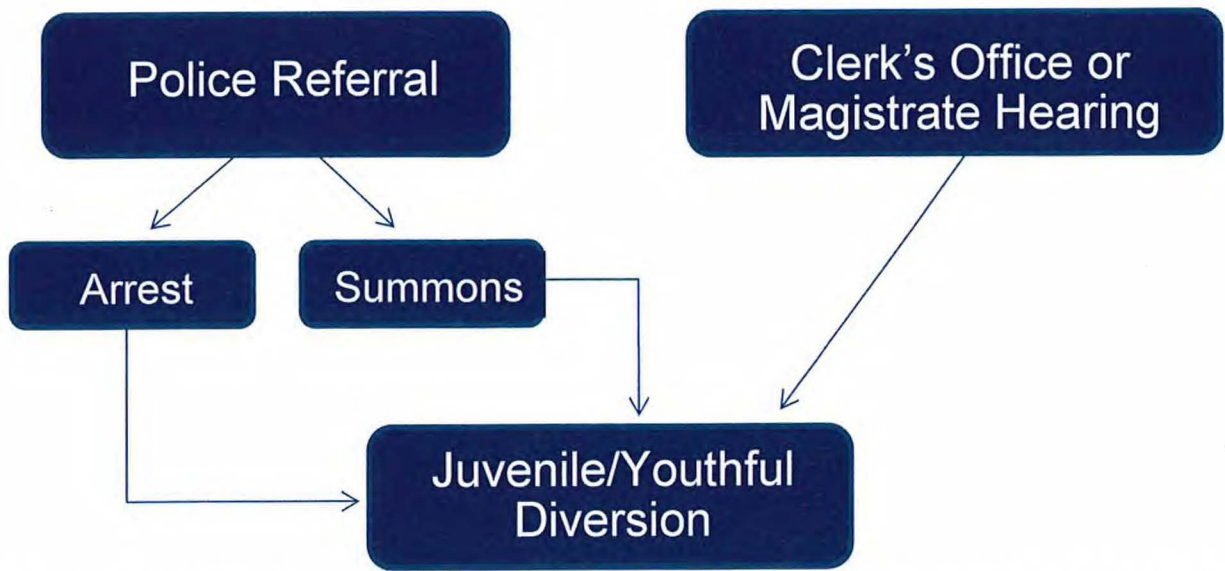 Police Referral
Clerk's Office or
Magistrate Hearing
Arrest
Summons
Juvenile/Youthful
Diversion